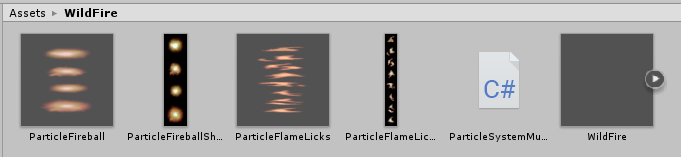 Assets ▸ WildFire
C#
ParticleFireball
ParticleFireballSh...
ParticleFlameLicks
ParticleFlameLic...
ParticleSystemMu...
WildFire